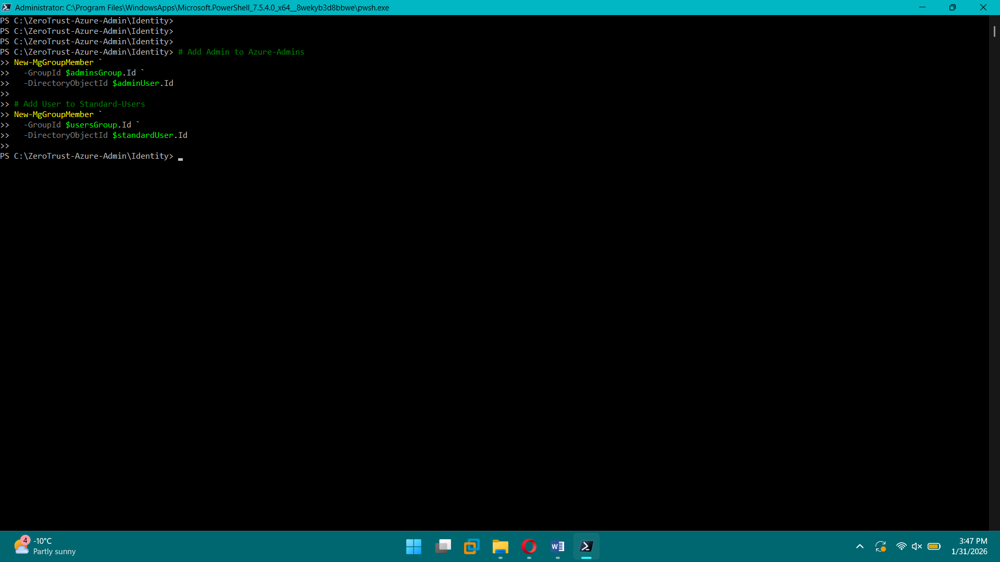 Administrator: C:\Program Files\WindowsApps\Microsoft.PowerShell_7.5.4.0_x64__8wekyb3d8bbwe\pwsh.exe
PS C:\ZeroTrust-Azure-Admin\Identity>
PS C:\ZeroTrust-Azure-Admin\Identity>
PS C:\ZeroTrust-Azure-Admin\Identity>
PS C:\ZeroTrust-Azure-Admin\Identity> # Add Admin to Azure-Admins
>> New-MgGroupMember `
>>   -GroupId $adminsGroup.Id `
>>   -DirectoryObjectId $adminUser.Id
>>
>> # Add User to Standard-Users
>> New-MgGroupMember `
>>   -GroupId $usersGroup.Id `
>>   -DirectoryObjectId $standardUser.Id
>>
PS C:\ZeroTrust-Azure-Admin\Identity>
4
-10°C
Partly sunny
W
3:47 PM
1/31/2026